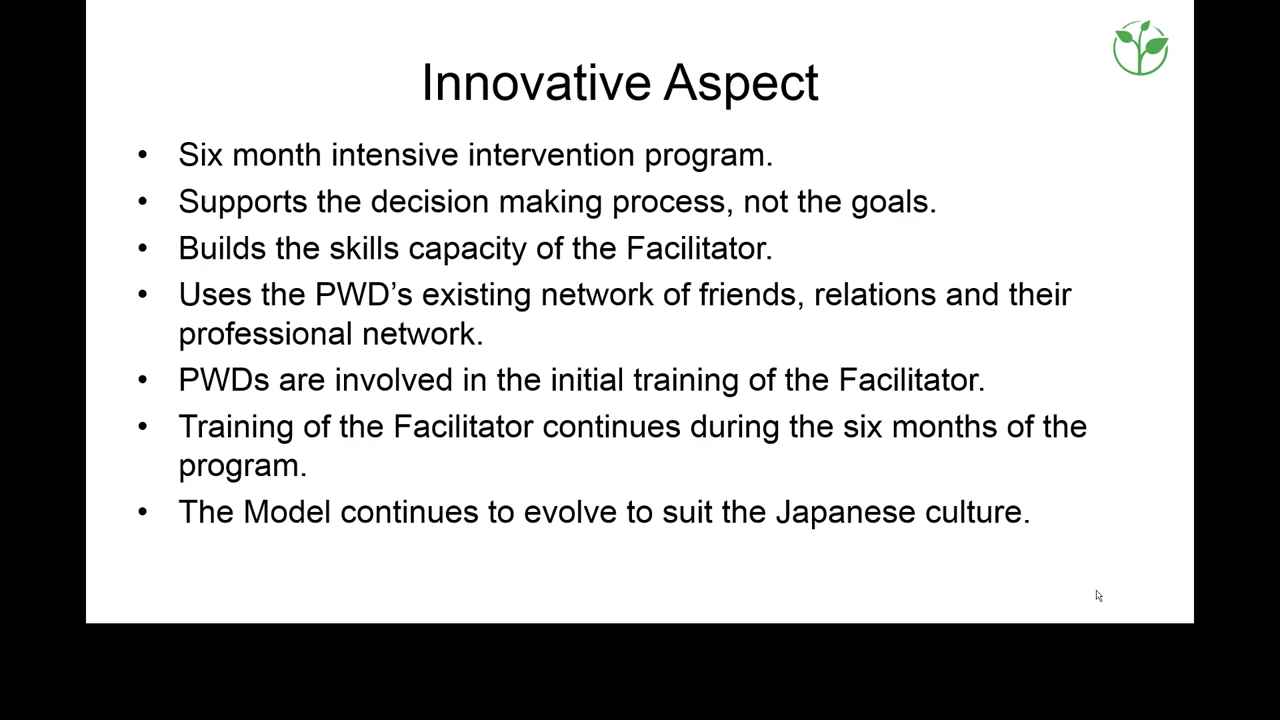 Innovative Aspect
• Six month intensive intervention program.
• Supports the decision making process, not the goals.
• Builds the skills capacity of the Facilitator.
• Uses the PWD’s existing network of friends, relations and their
professional network.
• PWDs are involved in the initial training of the Facilitator.
• Training of the Facilitator continues during the six months of the
program.
• The Model continues to evolve to suit the Japanese culture.